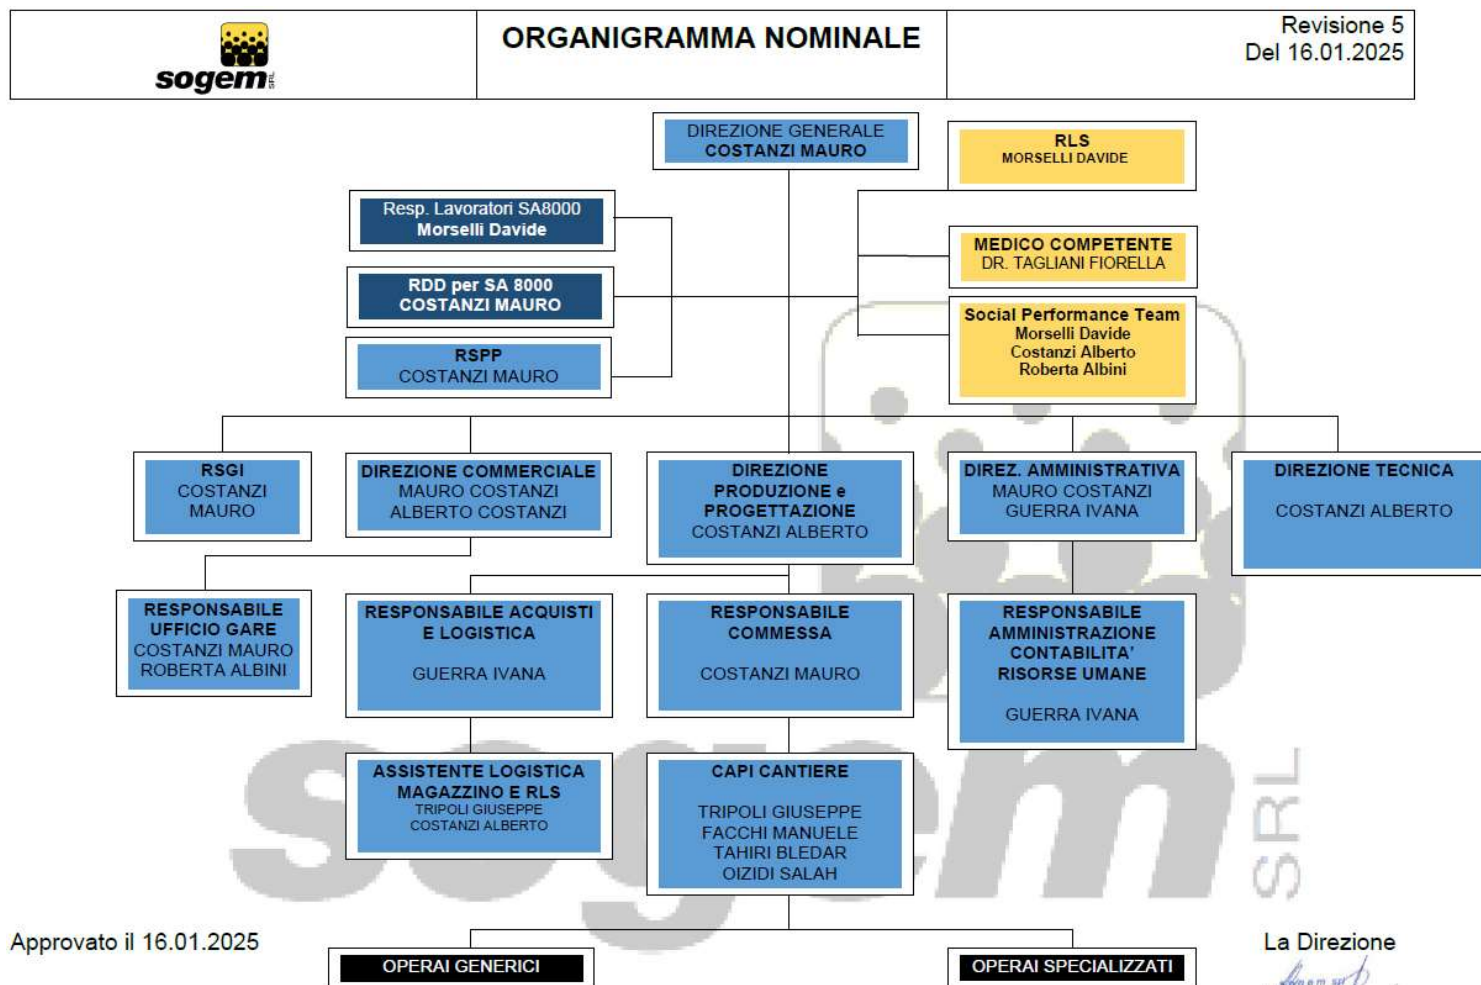 sogem SRL
ORGANIGRAMMA NOMINALE
Revisione 5
Del 16.01.2025
DIREZIONE GENERALE
COSTANZI MAURO
RLS
MORSELLI DAVIDE
Resp. Lavoratori SA8000
Morselli Davide
MEDICO COMPETENTE
DR. TAGLIANI FIORELLA
RDD per SA 8000
COSTANZI MAURO
Social Performance Team
Morselli Davide
Costanzi Alberto
Roberta Albini
RSPP
COSTANZI MAURO
RSGI
COSTANZI
MAURO
DIREZIONE COMMERCIALE
MAURO COSTANZI
ALBERTO COSTANZI
DIREZIONE
PRODUZIONE e
PROGETTAZIONE
COSTANZI ALBERTO
DIREZ. AMMINISTRATIVA
MAURO COSTANZI
GUERRA IVANA
DIREZIONE TECNICA
COSTANZI ALBERTO
RESPONSABILE
UFFICIO GARE
COSTANZI MAURO
ROBERTA ALBINI
RESPONSABILE ACQUISTI
E LOGISTICA
GUERRA IVANA
RESPONSABILE
COMMESSA
COSTANZI MAURO
RESPONSABILE
AMMINISTRAZIONE
CONTABILITA'
RISORSE UMANE
GUERRA IVANA
ASSISTENTE LOGISTICA
MAGAZZINO E RLS
TRIPOLI GIUSEPPE
COSTANZI ALBERTO
CAPI CANTIERE
TRIPOLI GIUSEPPE
FACCHI MANUELE
TAHIRI BLEDAR
OIZIDI SALAH
sogem SRL
Approvato il 16.01.2025
La Direzione
OPERAI GENERICI
OPERAI SPECIALIZZATI